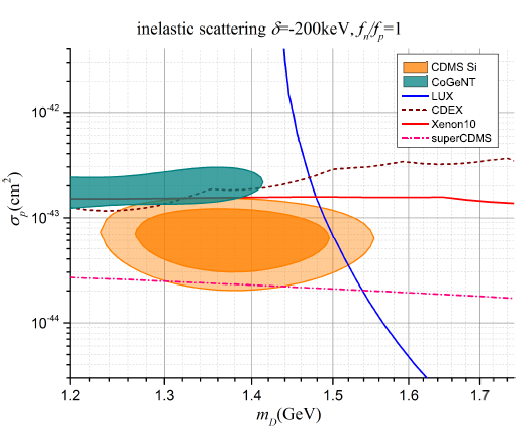 inelastic scattering δ=-200keV, fn/fp=1
CDMS Si
CoGeNT
LUX
CDEX
Xenon10
superCDMS
10^-42
10^-43
10^-44
σp(cm²)
1.2 1.3 1.4 1.5 1.6 1.7
mD(GeV)